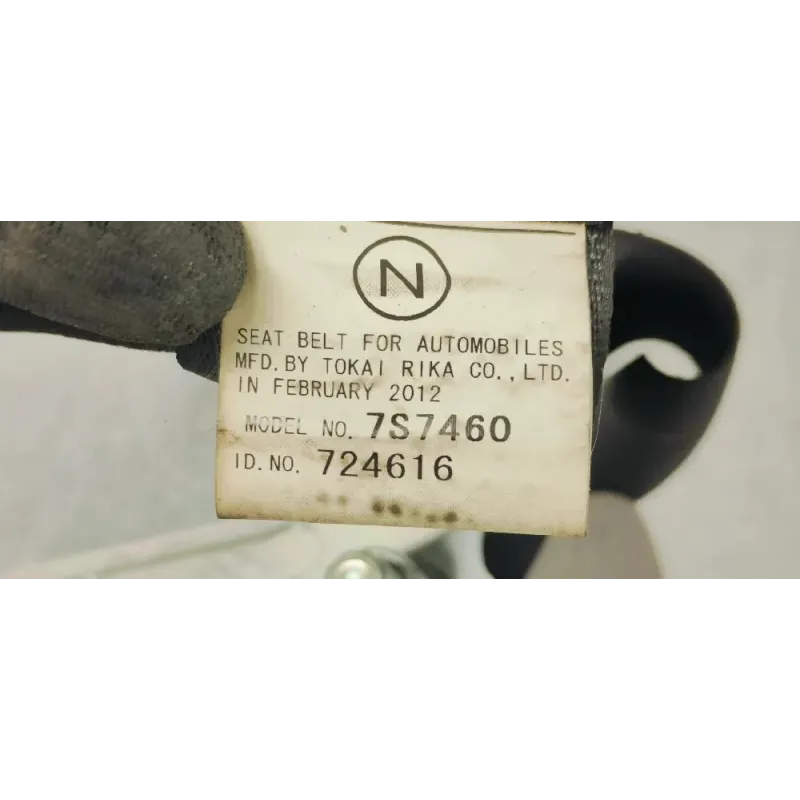 N
SEAT BELT FOR AUTOMOBILES
MFD. BY TOKAI RIKA CO., LTD.
IN FEBRUARY 2012
MODEL NO. 7S7460
ID. NO. 724616